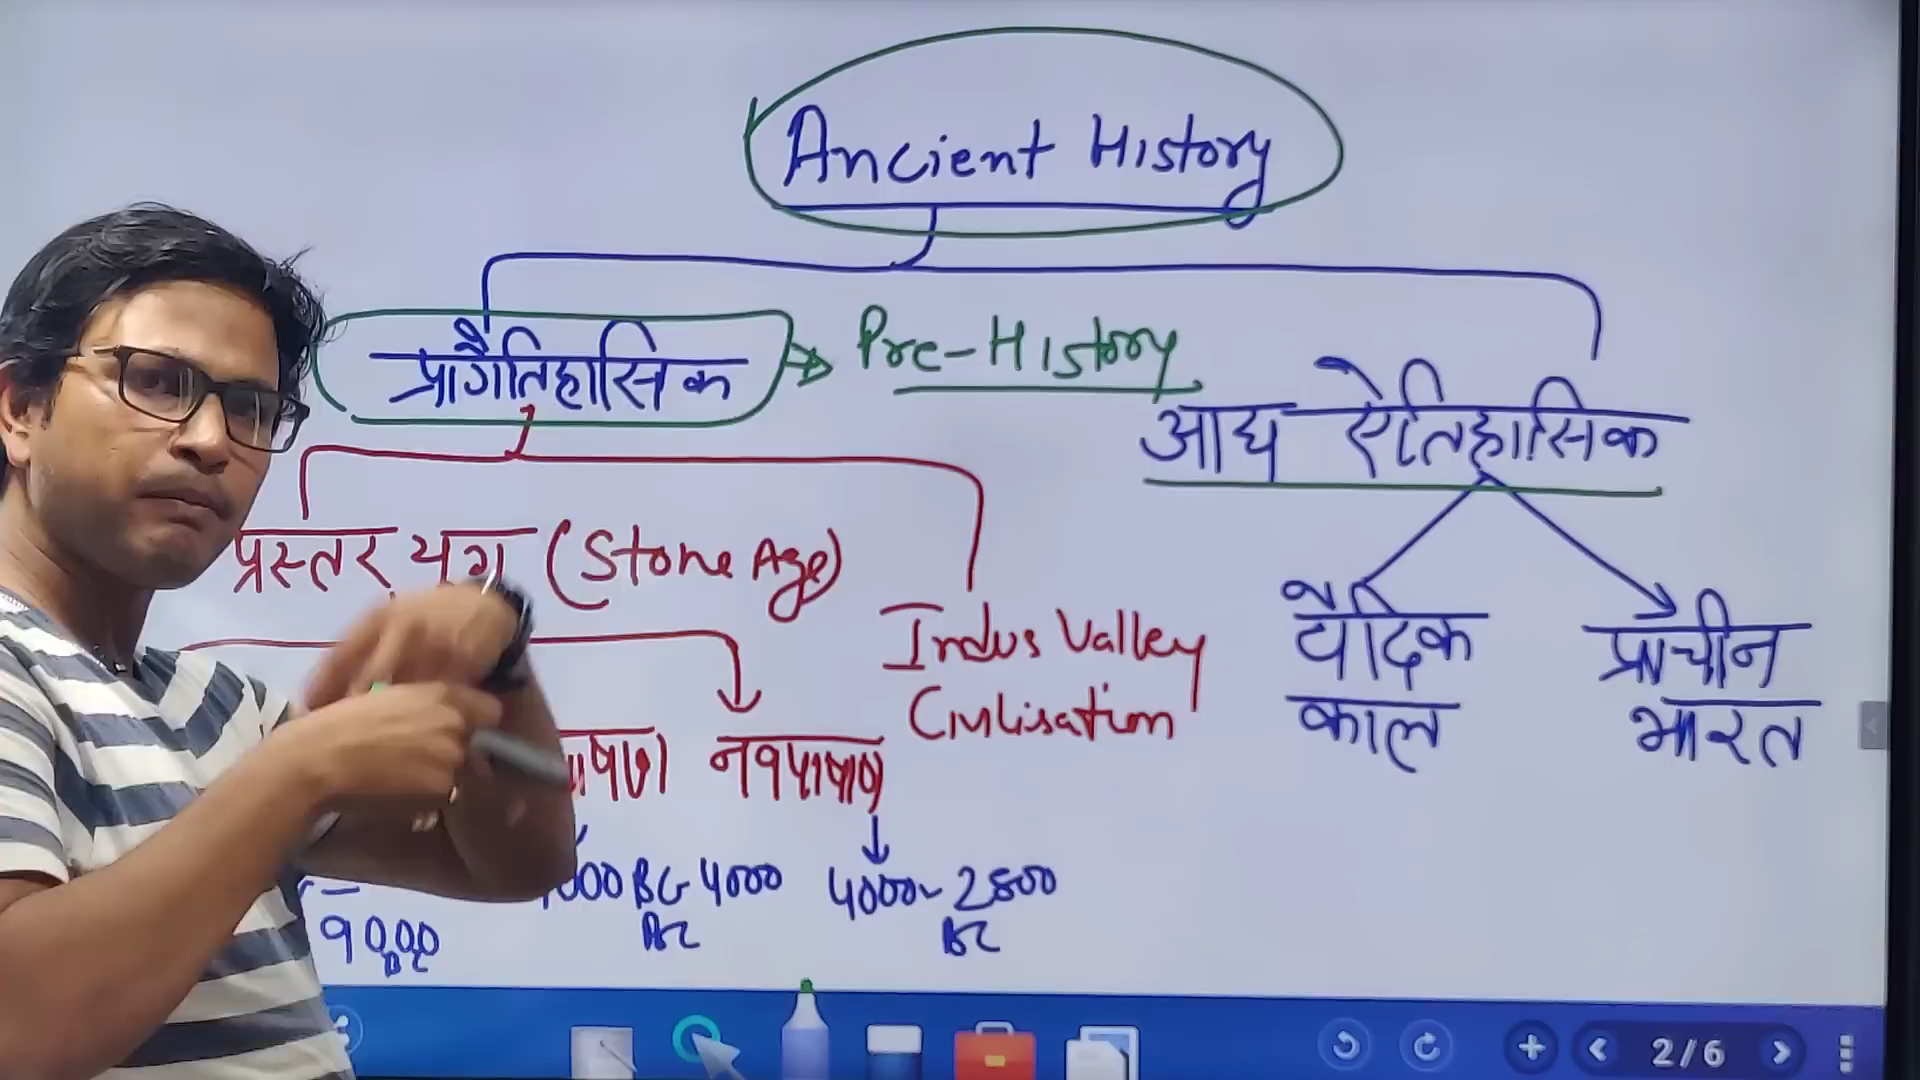 Ancient History
प्रागैतिहासिक → Pre-History
आद्य ऐतिहासिक
प्रस्तर युग (Stone Age)
Indus Valley
Civilisation
वैदिक
काल
प्राचीन
भारत
नवपाषाण
BC 4000
BC
4000 - 2800
BC
9000
BC
2/6